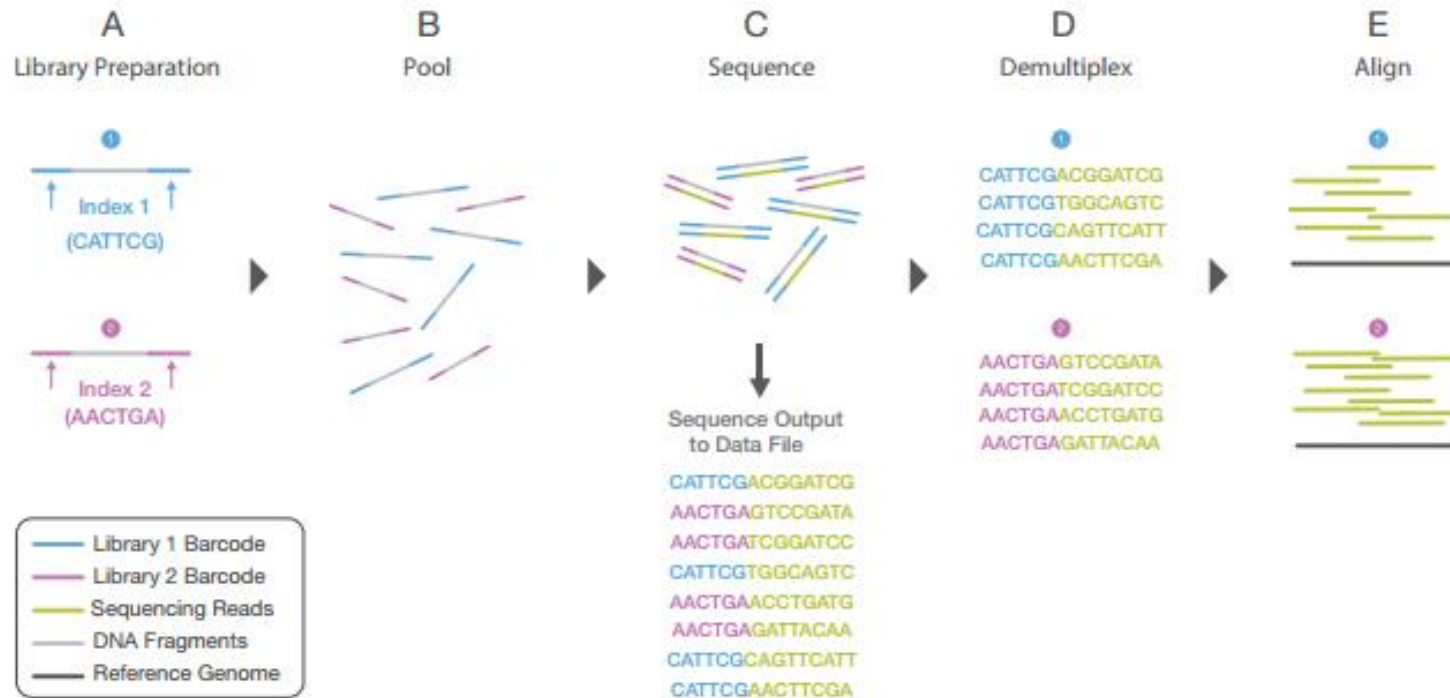 A
Library Preparation
1
Index 1
(CATTCG)
2
Index 2
(AACTGA)
Library 1 Barcode
Library 2 Barcode
Sequencing Reads
DNA Fragments
Reference Genome
B
Pool
C
Sequence
Sequence Output
to Data File
CATTCGACGGATCG
AACTGAGTCCGATA
AACTGATCGGATCC
CATTCGTGGCAGTC
AACTGAACCTGATG
AACTGAGATTACAA
CATTCGCAGTTCATT
CATTCGAACTTCGA
D
Demultiplex
1
CATTCGACGGATCG
CATTCGTGGCAGTC
CATTCGCAGTTCATT
CATTCGAACTTCGA
2
AACTGAGTCCGATA
AACTGATCGGATCC
AACTGAACCTGATG
AACTGAGATTACAA
E
Align
1
2